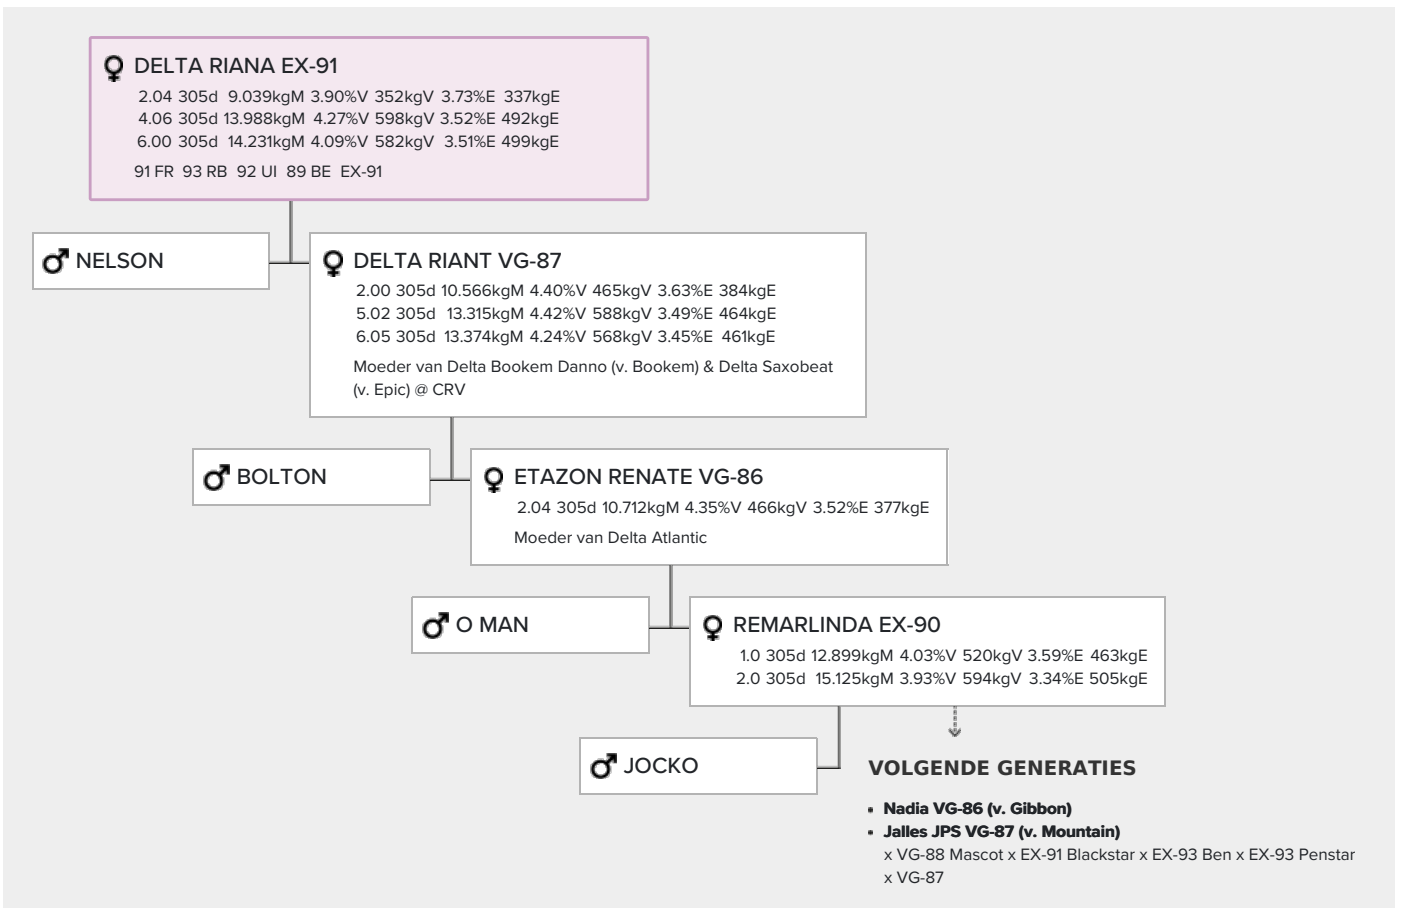 DELTA RIANA EX-91
2.04 305d 9.039kgM 3.90%V 352kgV 3.73%E 337kgE
4.06 305d 13.988kgM 4.27%V 598kgV 3.52%E 492kgE
6.00 305d 14.231kgM 4.09%V 582kgV 3.51%E 499kgE
91 FR 93 RB 92 UI 89 BE EX-91
NELSON
DELTA RIANT VG-87
2.00 305d 10.566kgM 4.40%V 465kgV 3.63%E 384kgE
5.02 305d 13.315kgM 4.42%V 588kgV 3.49%E 464kgE
6.05 305d 13.374kgM 4.24%V 568kgV 3.45%E 461kgE
Moeder van Delta Bookem Danno (v. Bookem) & Delta Saxobeat
(v. Epic) @ CRV
BOLTON
ETAZON RENATE VG-86
2.04 305d 10.712kgM 4.35%V 466kgV 3.52%E 377kgE
Moeder van Delta Atlantic
O MAN
REMARLINDA EX-90
1.0 305d 12.899kgM 4.03%V 520kgV 3.59%E 463kgE
2.0 305d 15.125kgM 3.93%V 594kgV 3.34%E 505kgE
JOCKO
VOLGENDE GENERATIES
• Nadia VG-86 (v. Gibbon)
• Jalles JPS VG-87 (v. Mountain)
x VG-88 Mascot x EX-91 Blackstar x EX-93 Ben x EX-93 Penstar
x VG-87